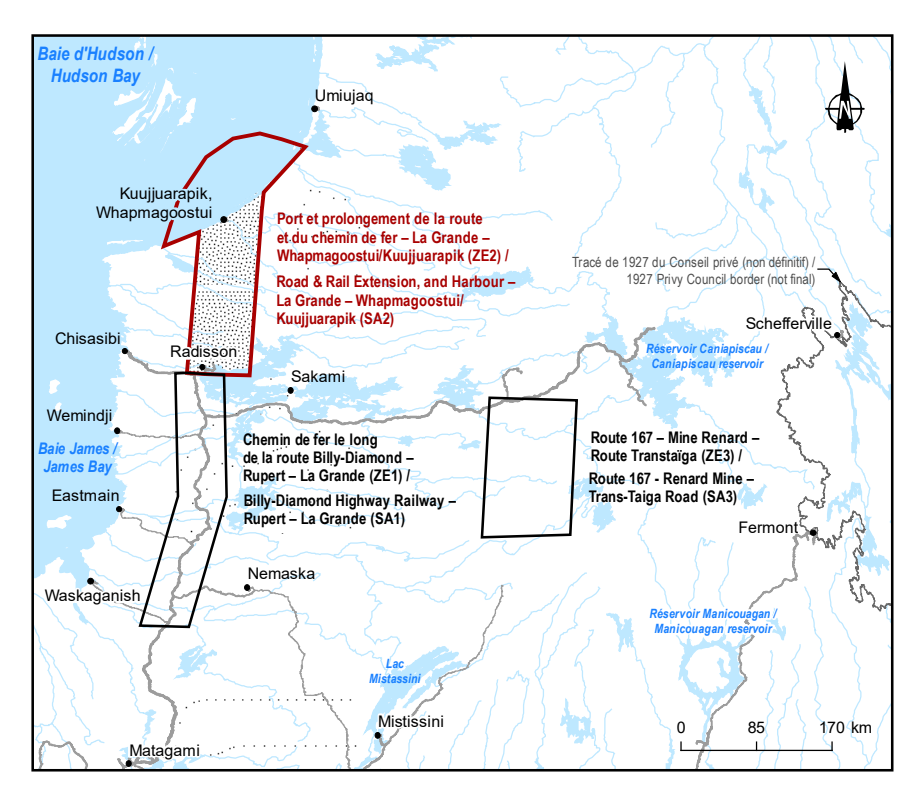 Baie d'Hudson /
Hudson Bay
Umiujaq
N
Kuujjuarapik,
Whapmagoostui
Port et prolongement de la route
et du chemin de fer – La Grande –
Whapmagoostui/Kuujjuarapik (ZE2) /
Road & Rail Extension, and Harbour –
La Grande – Whapmagoostui/
Kuujjuarapik (SA2)
Tracé de 1927 du Conseil privé (non définitif) /
1927 Privy Council border (not final)
Schefferville
Chisasibi
Radisson
Réservoir Caniapiscau /
Caniapiscau reservoir
Sakami
Wemindji
Baie James /
James Bay
Chemin de fer le long
de la route Billy-Diamond –
Rupert – La Grande (ZE1) /
Billy-Diamond Highway Railway –
Rupert – La Grande (SA1)
Route 167 – Mine Renard –
Route Transtaïga (ZE3) /
Route 167 - Renard Mine –
Trans-Taiga Road (SA3)
Eastmain
Fermont
Nemaska
Waskaganish
Réservoir Manicouagan /
Manicouagan reservoir
Lac
Mistassini
Mistissini
0 85 170 km
Matagami